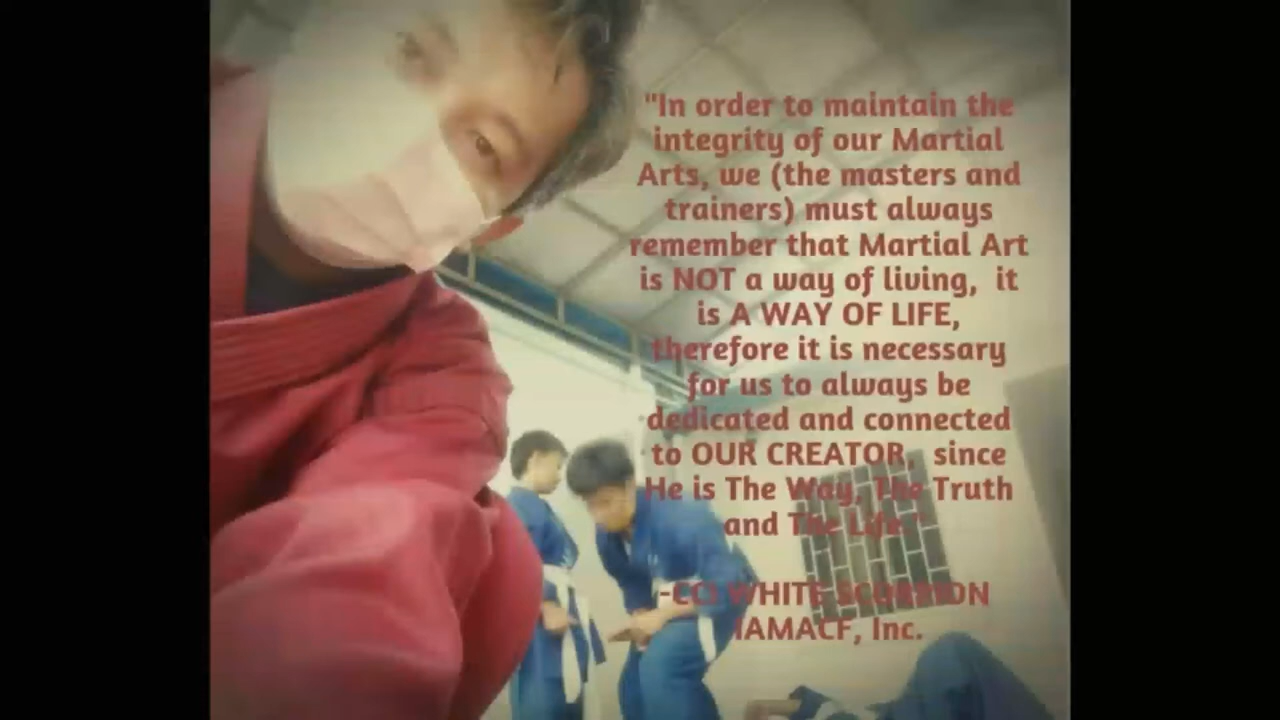 "In order to maintain the
integrity of our Martial
Arts, we (the masters and
trainers) must always
remember that Martial Art
is NOT a way of living, it
is A WAY OF LIFE,
therefore it is necessary
for us to always be
dedicated and connected
to OUR CREATOR, since
He is The Way, The Truth
and The Life."
WHITE SCORPION
IAMACF, Inc.